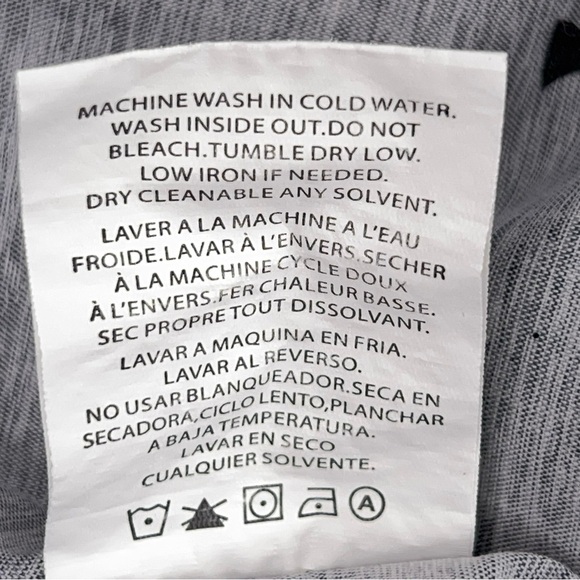 MACHINE WASH IN COLD WATER.
WASH INSIDE OUT.DO NOT
BLEACH.TUMBLE DRY LOW.
LOW IRON IF NEEDED.
DRY CLEANABLE ANY SOLVENT.
LAVER A LA MACHINE A L'EAU
FROIDE.LAVAR À L'ENVERS.SECHER
À LA MACHINE CYCLE DOUX
À L'ENVERS.FER CHALEUR BASSE.
SEC PROPRE TOUT DISSOLVANT.
LAVAR A MAQUINA EN FRIA.
LAVAR AL REVERSO.
NO USAR BLANQUEADOR.SECA EN
SECADORA,CICLO LENTO,PLANCHAR
A BAJA TEMPERATURA.
LAVAR EN SECO
CUALQUIER SOLVENTE.
A